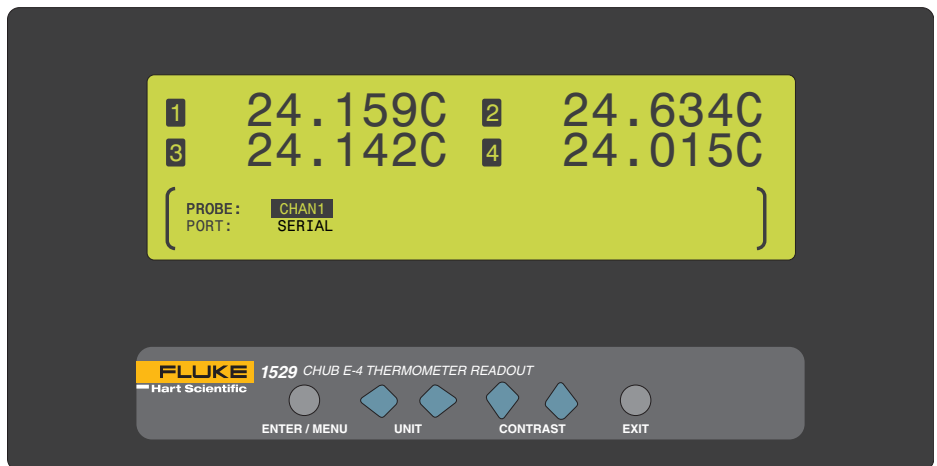 1 24.159C 2 24.634C
3 24.142C 4 24.015C
PROBE: CHAN1
PORT: SERIAL
FLUKE
Hart Scientific
1529 CHUB E-4 THERMOMETER READOUT
ENTER / MENU UNIT CONTRAST EXIT